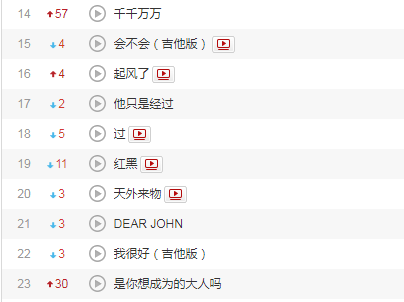 14 57 千千万万
15 4 会不会（吉他版）
16 4 起风了
17 2 他只是经过
18 5 过
19 11 红黑
20 3 天外来物
21 3 DEAR JOHN
22 3 我很好（吉他版）
23 30 是你想成为的大人吗